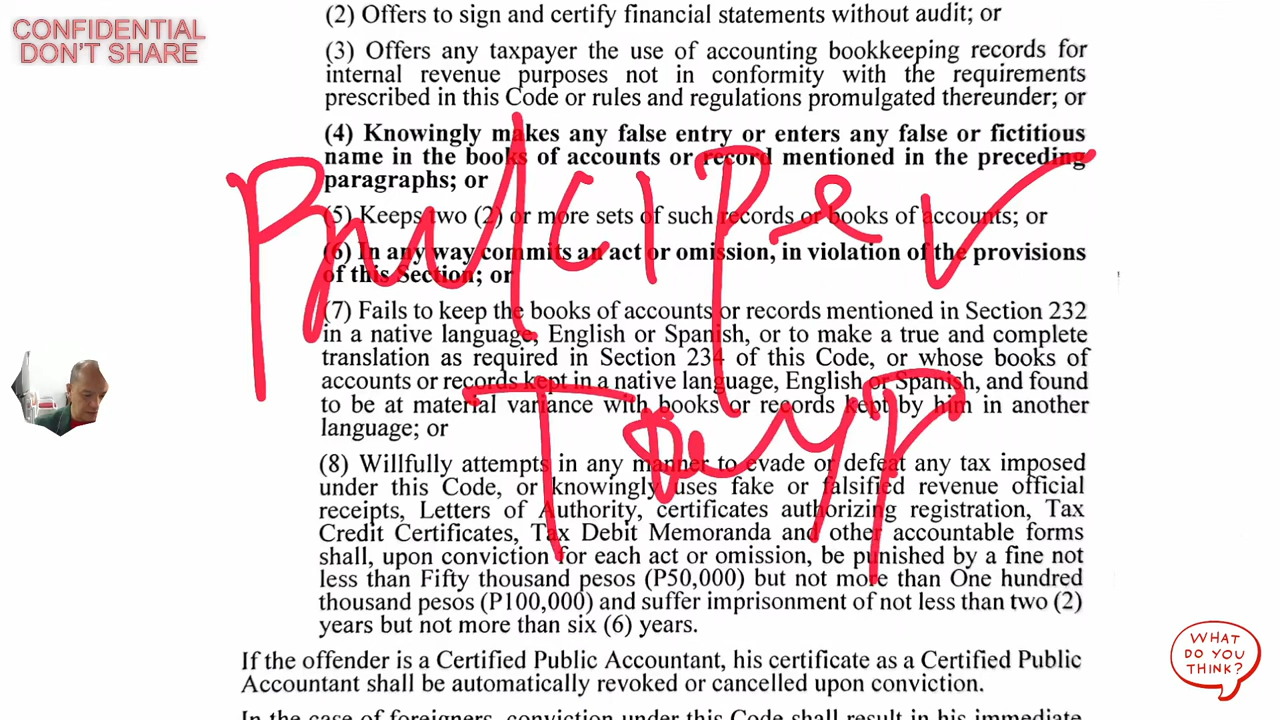 CONFIDENTIAL
DON'T SHARE
(2) Offers to sign and certify financial statements without audit; or
(3) Offers any taxpayer the use of accounting bookkeeping records for
internal revenue purposes not in conformity with the requirements
prescribed in this Code or rules and regulations promulgated thereunder; or
(4) Knowingly makes any false entry or enters any false or fictitious
name in the books of accounts or record mentioned in the preceding
paragraphs; or
(5) Keeps two (2) or more sets of such records or books of accounts; or
(6) In any way commits an act or omission, in violation of the provisions
of this Section; or
(7) Fails to keep the books of accounts or records mentioned in Section 232
in a native language, English or Spanish, or to make a true and complete
translation as required in Section 234 of this Code, or whose books of
accounts or records kept in a native language, English or Spanish, and found
to be at material variance with books or records kept by him in another
language; or
(8) Willfully attempts in any manner to evade or defeat any tax imposed
under this Code, or knowingly uses fake or falsified revenue official
receipts, Letters of Authority, certificates authorizing registration, Tax
Credit Certificates, Tax Debit Memoranda and other accountable forms
shall, upon conviction for each act or omission, be punished by a fine not
less than Fifty thousand pesos (P50,000) but not more than One hundred
thousand pesos (P100,000) and suffer imprisonment of not less than two (2)
years but not more than six (6) years.
If the offender is a Certified Public Accountant, his certificate as a Certified Public
Accountant shall be automatically revoked or cancelled upon conviction.
In the case of foreigners, conviction under this Code shall result in his immediate
WHAT
DO YOU
THINK?